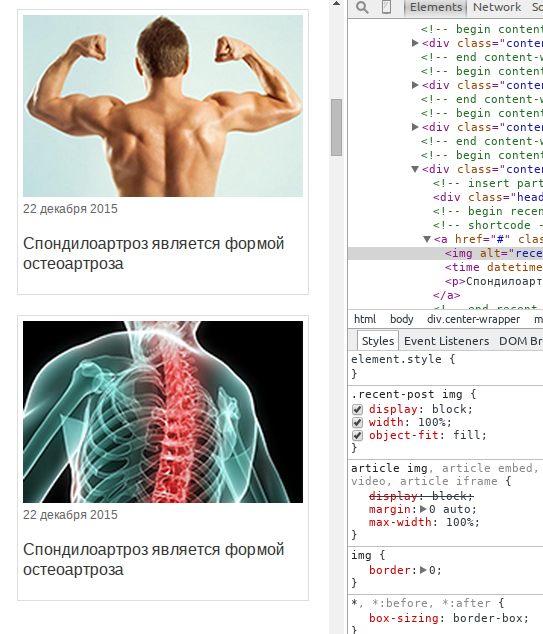 22 декабря 2015
Спондилоартроз является формой
остеоартроза
22 декабря 2015
Спондилоартроз является формой
остеоартроза
Elements Network So
<!-- begin content
<div class="conten
<!-- end content-w
<!-- begin content
<div class="conten
<!-- end content-w
<!-- begin content
<div class="conten
<!-- end content-w
<!-- begin content
<div class="conten
<!-- insert part
<div class="head
<!-- begin recen
<!-- shortcode -
<a href="#" clas
<img alt="rece
<time datetime
<p>Спондилоарт
</a>
<!-- end recent
html body div.center-wrapper m
Styles Event Listeners DOM Br
element.style {
}
.recent-post img {
display: block;
width: 100%;
object-fit: fill;
}
article img, article embed,
video, article iframe {
display: block;
margin: 0 auto;
max-width: 100%;
}
img {
border: 0;
}
*, *:before, *:after {
box-sizing: border-box;
}